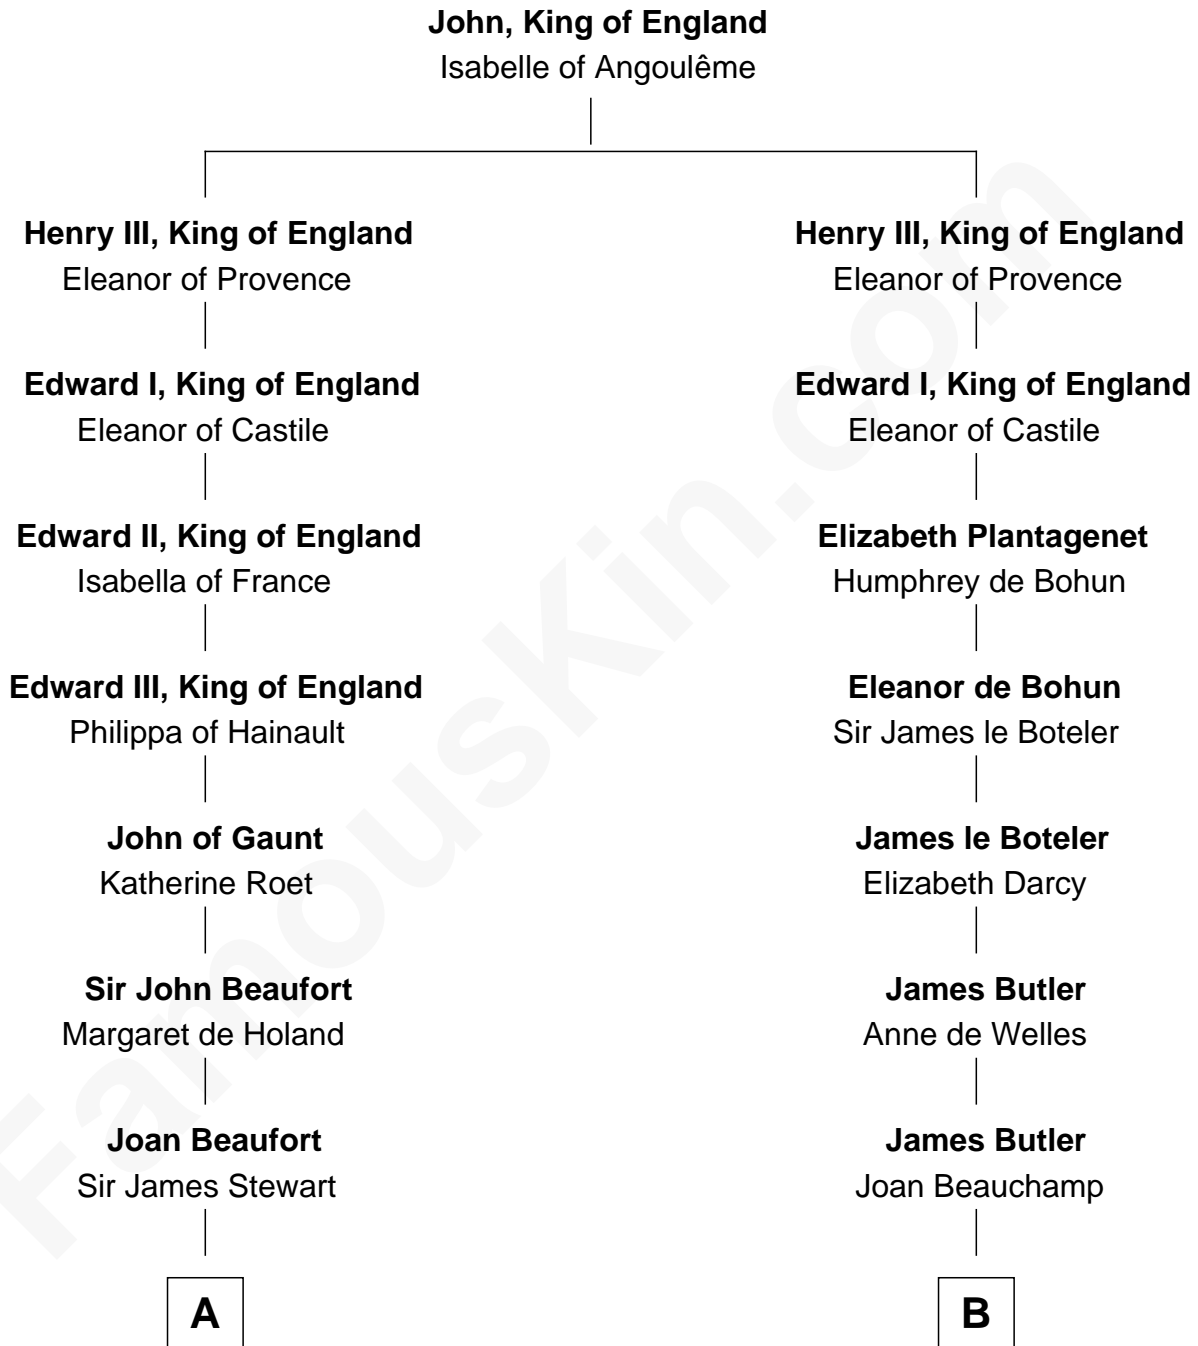 John, King of England
Isabelle of Angoulême
Henry III, King of England
Eleanor of Provence
Henry III, King of England
Eleanor of Provence
Edward I, King of England
Eleanor of Castile
Edward I, King of England
Eleanor of Castile
Edward II, King of England
Isabella of France
Elizabeth Plantagenet
Humphrey de Bohun
Edward III, King of England
Philippa of Hainault
Eleanor de Bohun
Sir James le Boteler
John of Gaunt
Katherine Roet
James le Boteler
Elizabeth Darcy
Sir John Beaufort
Margaret de Holand
James Butler
Anne de Welles
Joan Beaufort
Sir James Stewart
James Butler
Joan Beauchamp
A
B
FamousKin.com